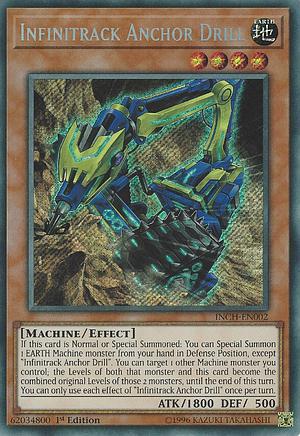 INFINITRACK ANCHOR DRILL
EARTH
地
INCH-EN002
[MACHINE/EFFECT]
If this card is Normal or Special Summoned: You can Special Summon
1 EARTH Machine monster from your hand in Defense Position, except
"Infinitrack Anchor Drill". You can target 1 other Machine monster you
control; the Levels of both that monster and this card become the
combined original Levels of those 2 monsters, until the end of this turn.
You can only use each effect of "Infinitrack Anchor Drill" once per turn.
ATK/1800 DEF/ 500
62034800 1st Edition ©1996 KAZUKI TAKAHASHI